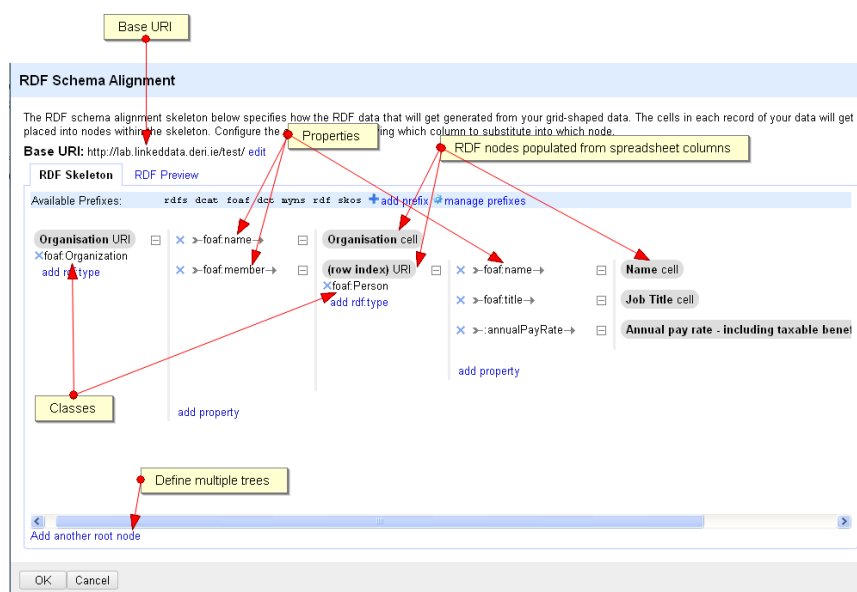 Base URI
RDF Schema Alignment
The RDF schema alignment skeleton below specifies how the RDF data that will get generated from your grid-shaped data. The cells in each record of your data will get
placed into nodes within the skeleton. Configure the ing which column to substitute into which node.
Properties
RDF nodes populated from spreadsheet columns
Base URI: http://lab.linkeddata.deri.ie/test/ edit
RDF Skeleton RDF Preview
Available Prefixes: rdfs dcat foaf dct myns rdf skos add prefix manage prefixes
Organisation URI foaf:name Organisation cell
foaf:Organization
add rdf:type foaf:member (row index) URI foaf:name Name cell
foaf:Person
add rdf:type foaf:title Job Title cell
:annualPayRate Annual pay rate - including taxable benef
add property
Classes
add property
Define multiple trees
Add another root node
OK Cancel